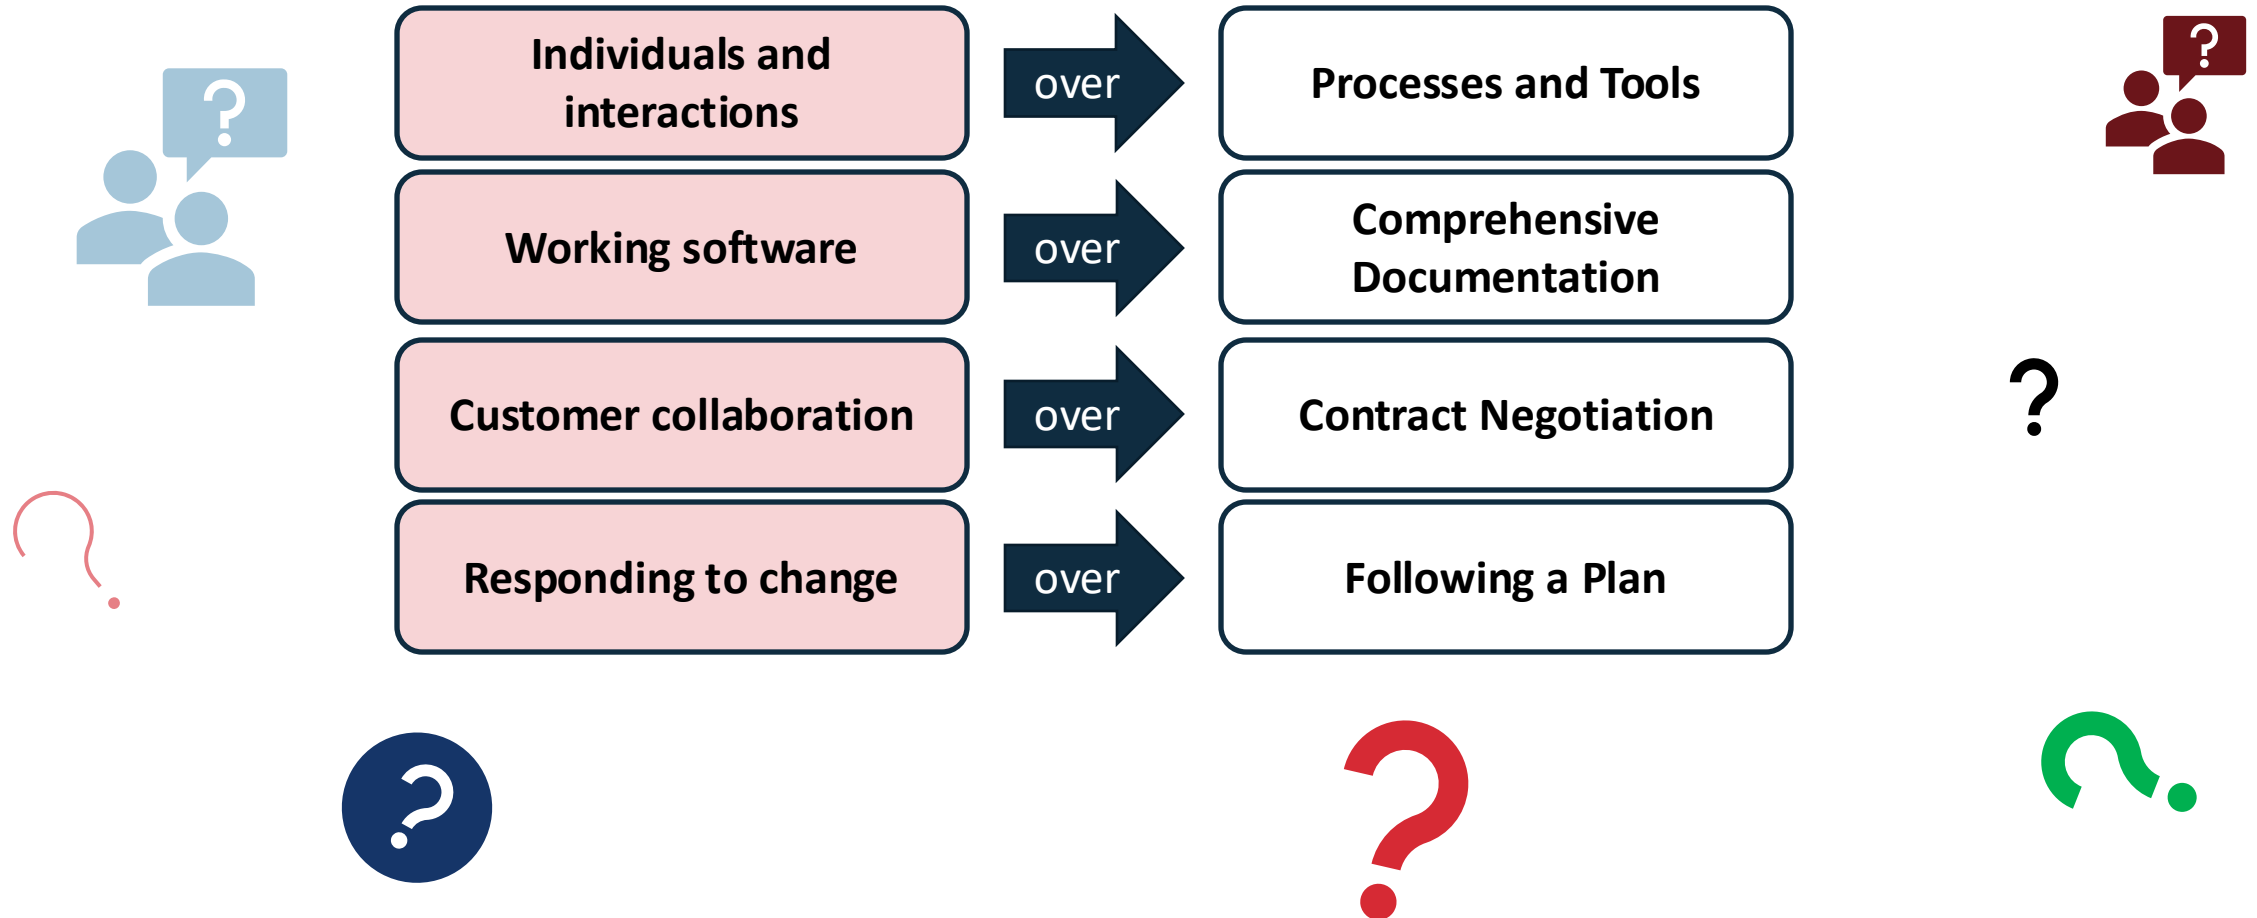 Individuals and
interactions
over
Processes and Tools
?
?
Working software
over
Comprehensive
Documentation
Customer collaboration
over
Contract Negotiation
?
?
Responding to change
over
Following a Plan
?
?
?